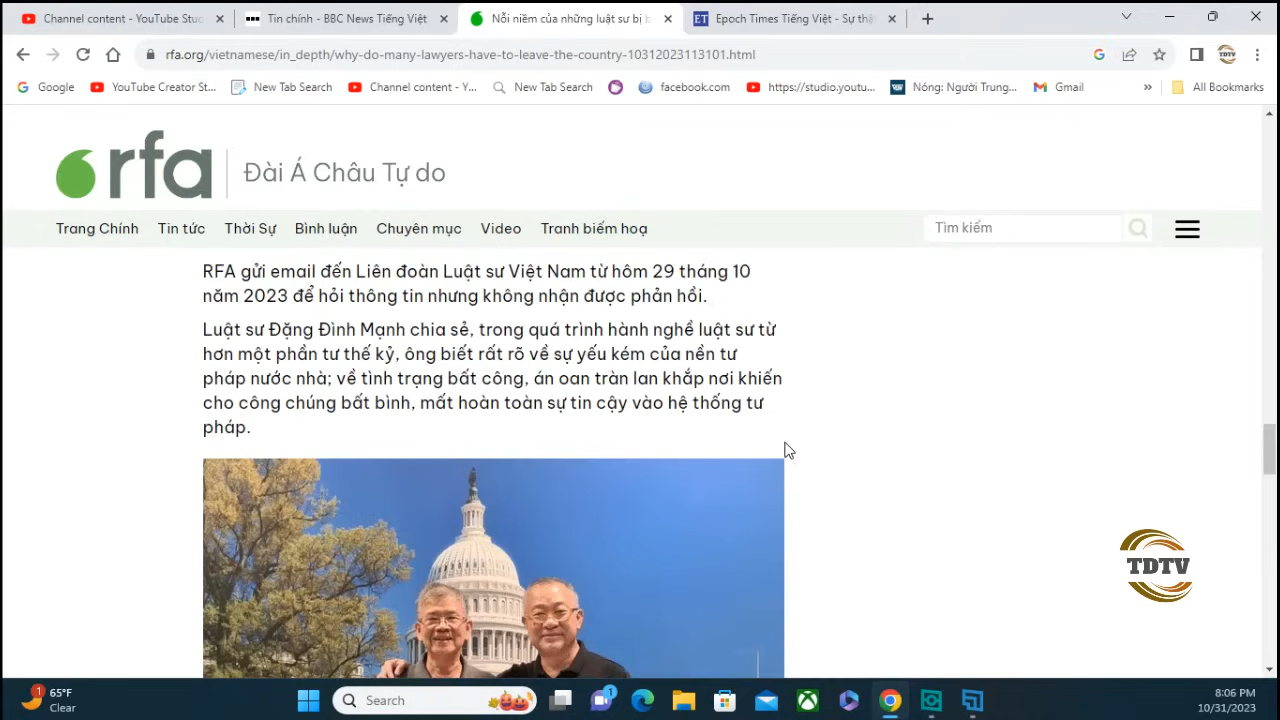 Channel content - YouTube Stu
Tin chính - BBC News Tiếng Việt
Nỗi niềm của những luật sư bị b
Epoch Times Tiếng Việt - Sự thậ
rfa.org/vietnamese/in_depth/why-do-many-lawyers-have-to-leave-the-country-10312023113101.html
TDTV
Google
YouTube Creator St...
New Tab Search
Channel content - Y...
New Tab Search
facebook.com
https://studio.youtu...
Nóng: Người Trung...
Gmail
»
All Bookmarks
rfa
Đài Á Châu Tự do
Trang Chính
Tin tức
Thời Sự
Bình luận
Chuyên mục
Video
Tranh biếm hoạ
Tìm kiếm
RFA gửi email đến Liên đoàn Luật sư Việt Nam từ hôm 29 tháng 10
năm 2023 để hỏi thông tin nhưng không nhận được phản hồi.
Luật sư Đặng Đình Mạnh chia sẻ, trong quá trình hành nghề luật sư từ
hơn một phần tư thế kỷ, ông biết rất rõ về sự yếu kém của nền tư
pháp nước nhà; về tình trạng bất công, án oan tràn lan khắp nơi khiến
cho công chúng bất bình, mất hoàn toàn sự tin cậy vào hệ thống tư
pháp.
TDTV
1
65°F
Clear
Search
1
8:06 PM
10/31/2023